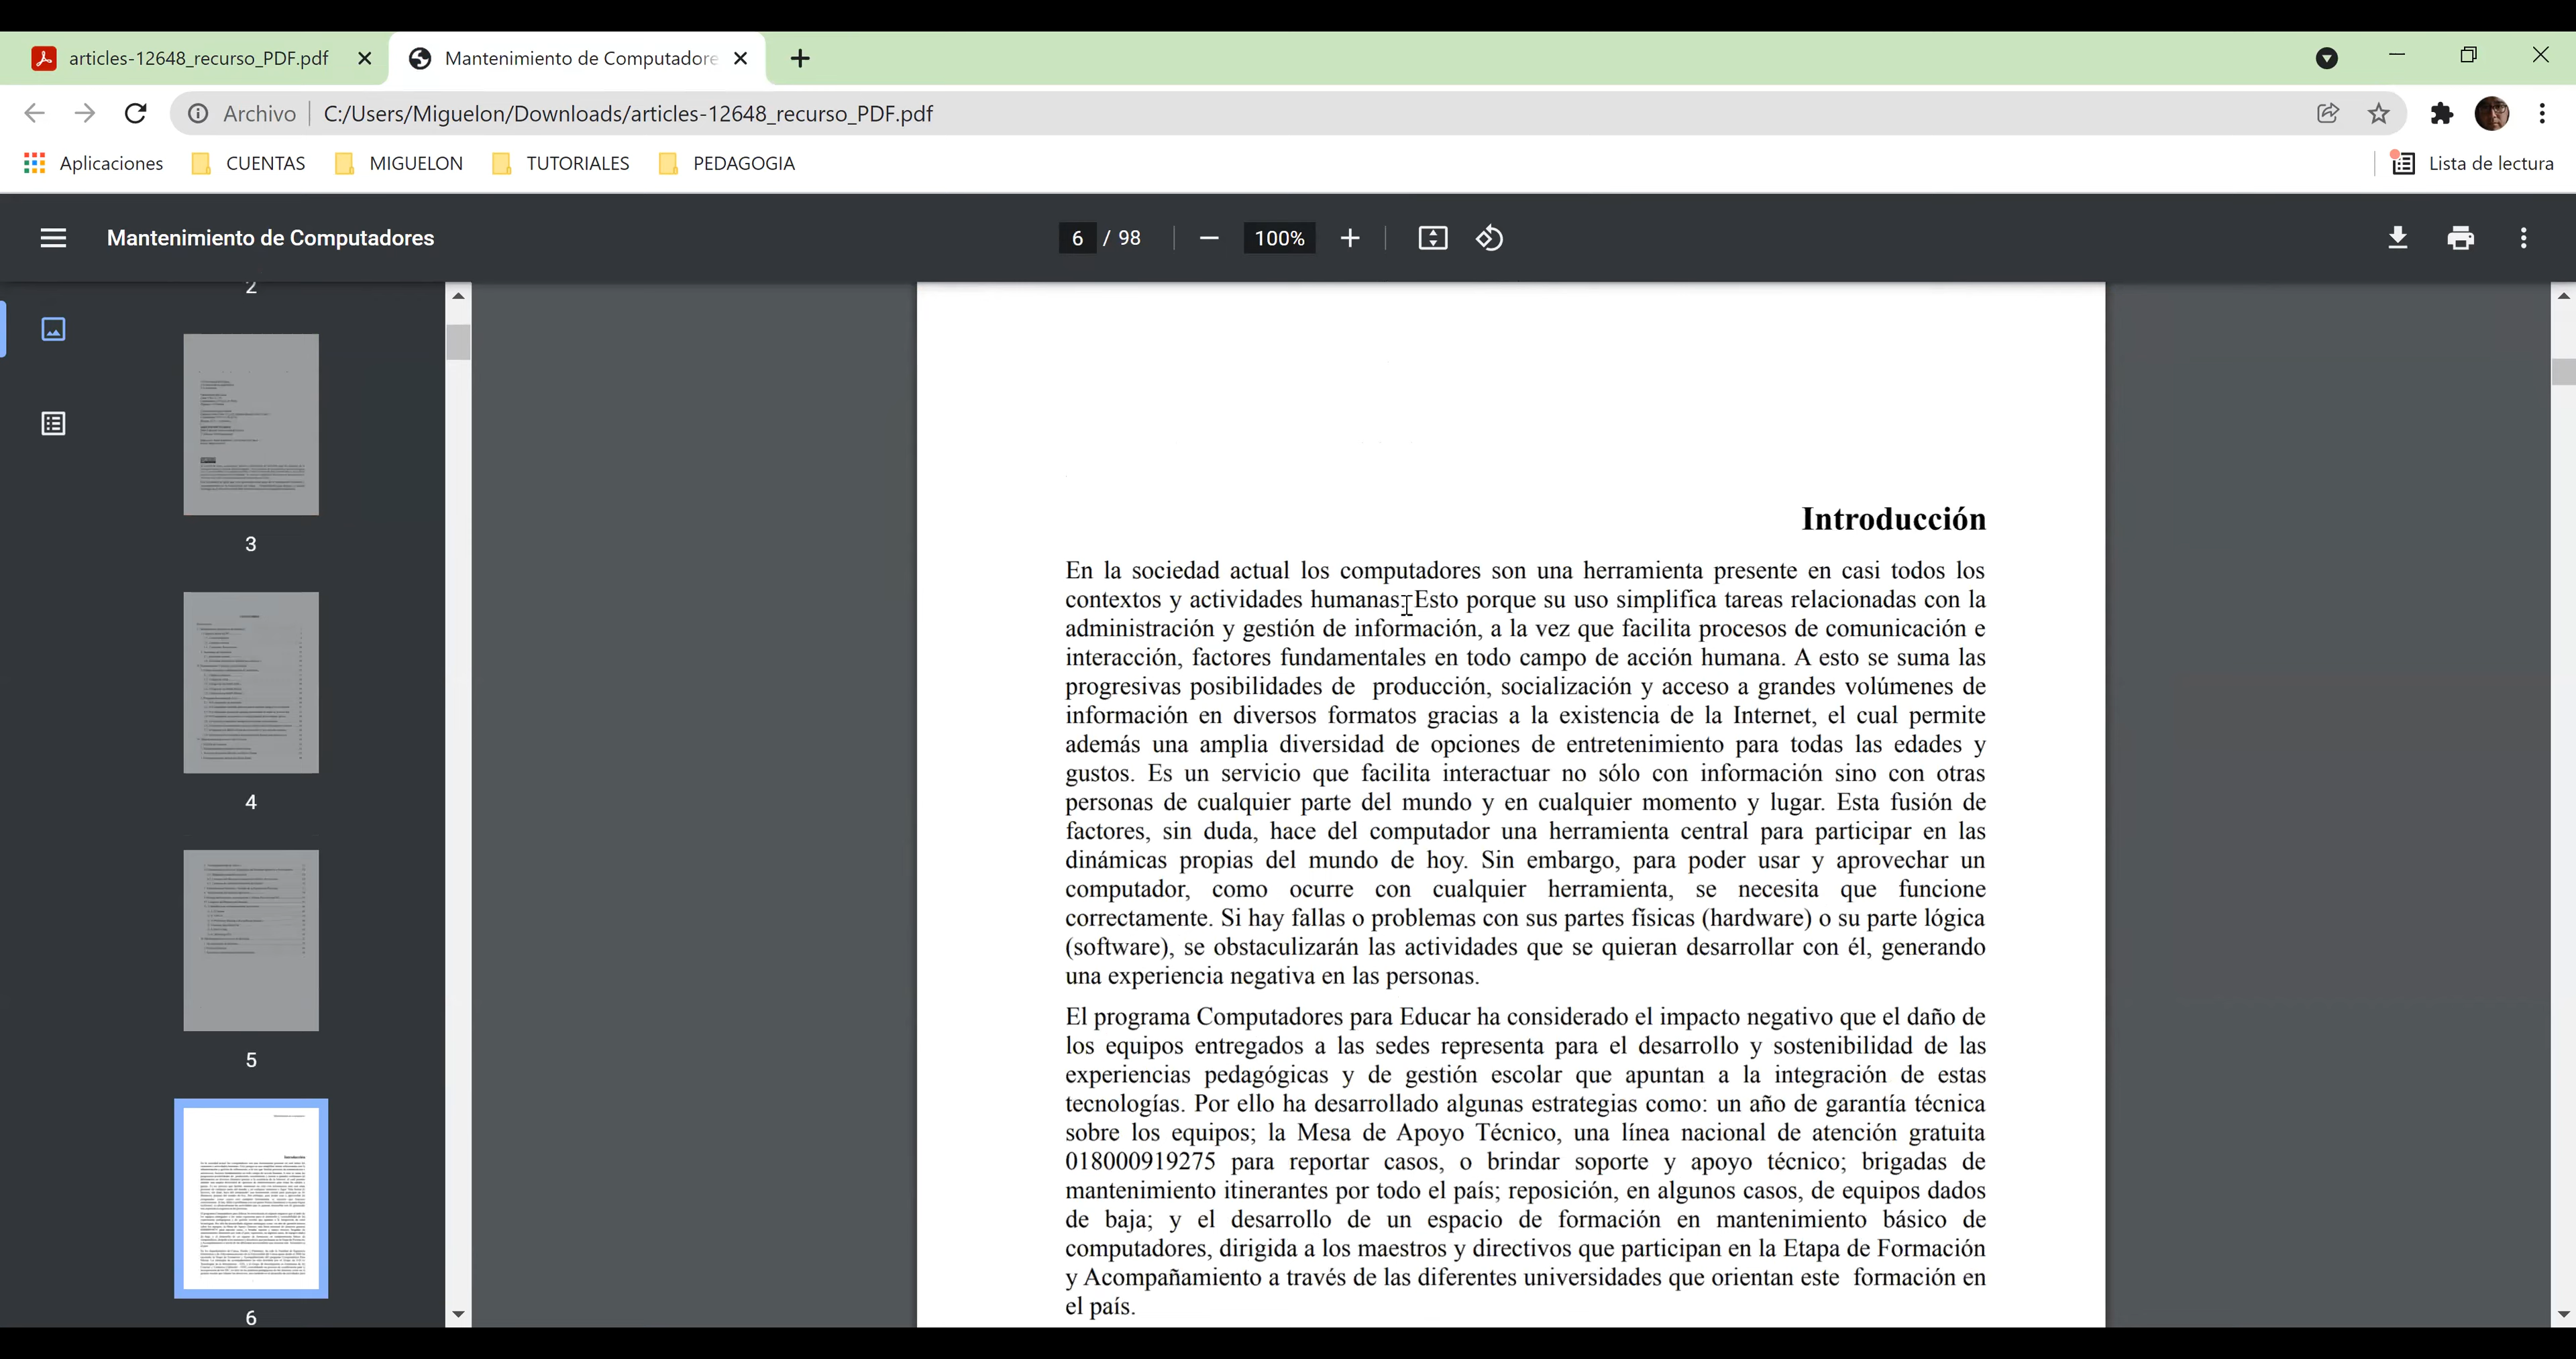 articles-12648_recurso_PDF.pdf
Mantenimiento de Computadore
Archivo
C:/Users/Miguelon/Downloads/articles-12648_recurso_PDF.pdf
Aplicaciones
CUENTAS
MIGUELON
TUTORIALES
PEDAGOGIA
Lista de lectura
Mantenimiento de Computadores
6 / 98
100%
2
3
4
5
6
Introducción
En la sociedad actual los computadores son una herramienta presente en casi todos los
contextos y actividades humanas. Esto porque su uso simplifica tareas relacionadas con la
administración y gestión de información, a la vez que facilita procesos de comunicación e
interacción, factores fundamentales en todo campo de acción humana. A esto se suma las
progresivas posibilidades de producción, socialización y acceso a grandes volúmenes de
información en diversos formatos gracias a la existencia de la Internet, el cual permite
además una amplia diversidad de opciones de entretenimiento para todas las edades y
gustos. Es un servicio que facilita interactuar no sólo con información sino con otras
personas de cualquier parte del mundo y en cualquier momento y lugar. Esta fusión de
factores, sin duda, hace del computador una herramienta central para participar en las
dinámicas propias del mundo de hoy. Sin embargo, para poder usar y aprovechar un
computador, como ocurre con cualquier herramienta, se necesita que funcione
correctamente. Si hay fallas o problemas con sus partes físicas (hardware) o su parte lógica
(software), se obstaculizarán las actividades que se quieran desarrollar con él, generando
una experiencia negativa en las personas.
El programa Computadores para Educar ha considerado el impacto negativo que el daño de
los equipos entregados a las sedes representa para el desarrollo y sostenibilidad de las
experiencias pedagógicas y de gestión escolar que apuntan a la integración de estas
tecnologías. Por ello ha desarrollado algunas estrategias como: un año de garantía técnica
sobre los equipos; la Mesa de Apoyo Técnico, una línea nacional de atención gratuita
018000919275 para reportar casos, o brindar soporte y apoyo técnico; brigadas de
mantenimiento itinerantes por todo el país; reposición, en algunos casos, de equipos dados
de baja; y el desarrollo de un espacio de formación en mantenimiento básico de
computadores, dirigida a los maestros y directivos que participan en la Etapa de Formación
y Acompañamiento a través de las diferentes universidades que orientan este formación en
el país.